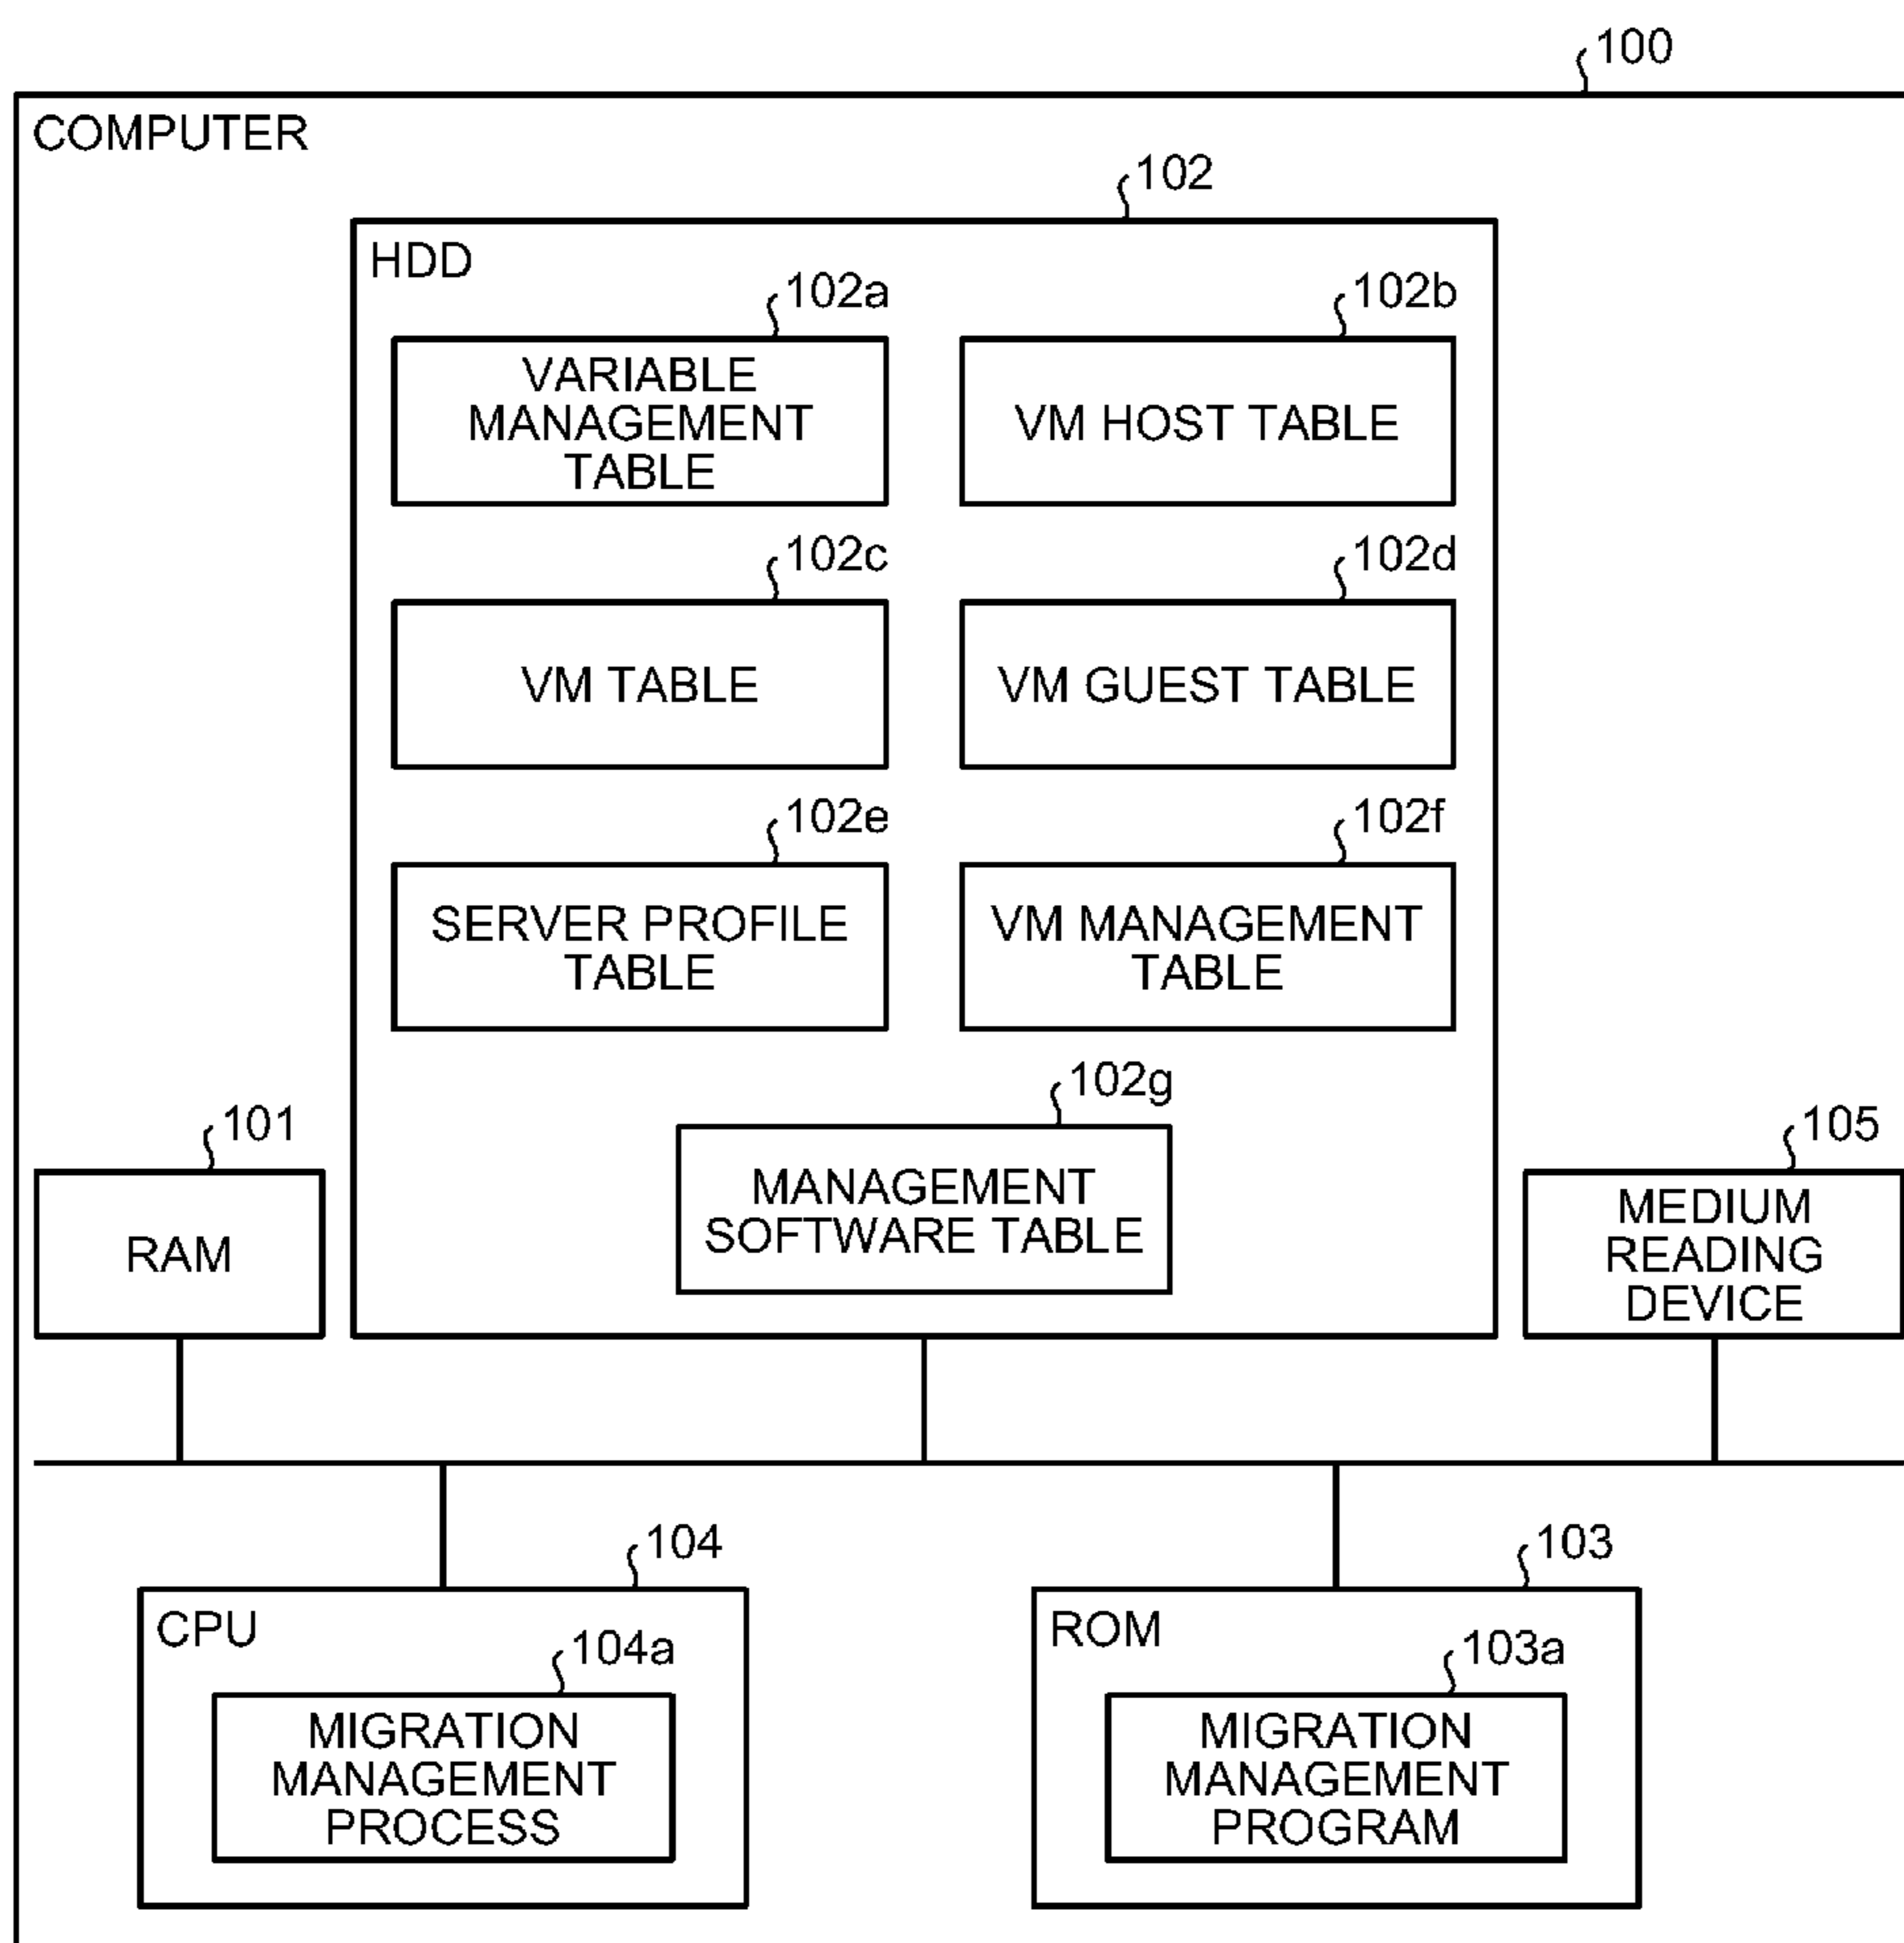 100
COMPUTER
102
HDD
102a
102b
VARIABLE
MANAGEMENT
TABLE
VM HOST TABLE
102c
102d
VM TABLE
VM GUEST TABLE
102e
102f
SERVER PROFILE
TABLE
VM MANAGEMENT
TABLE
102g
MANAGEMENT
SOFTWARE TABLE
101
RAM
105
MEDIUM
READING
DEVICE
104
CPU
104a
MIGRATION
MANAGEMENT
PROCESS
103
ROM
103a
MIGRATION
MANAGEMENT
PROGRAM